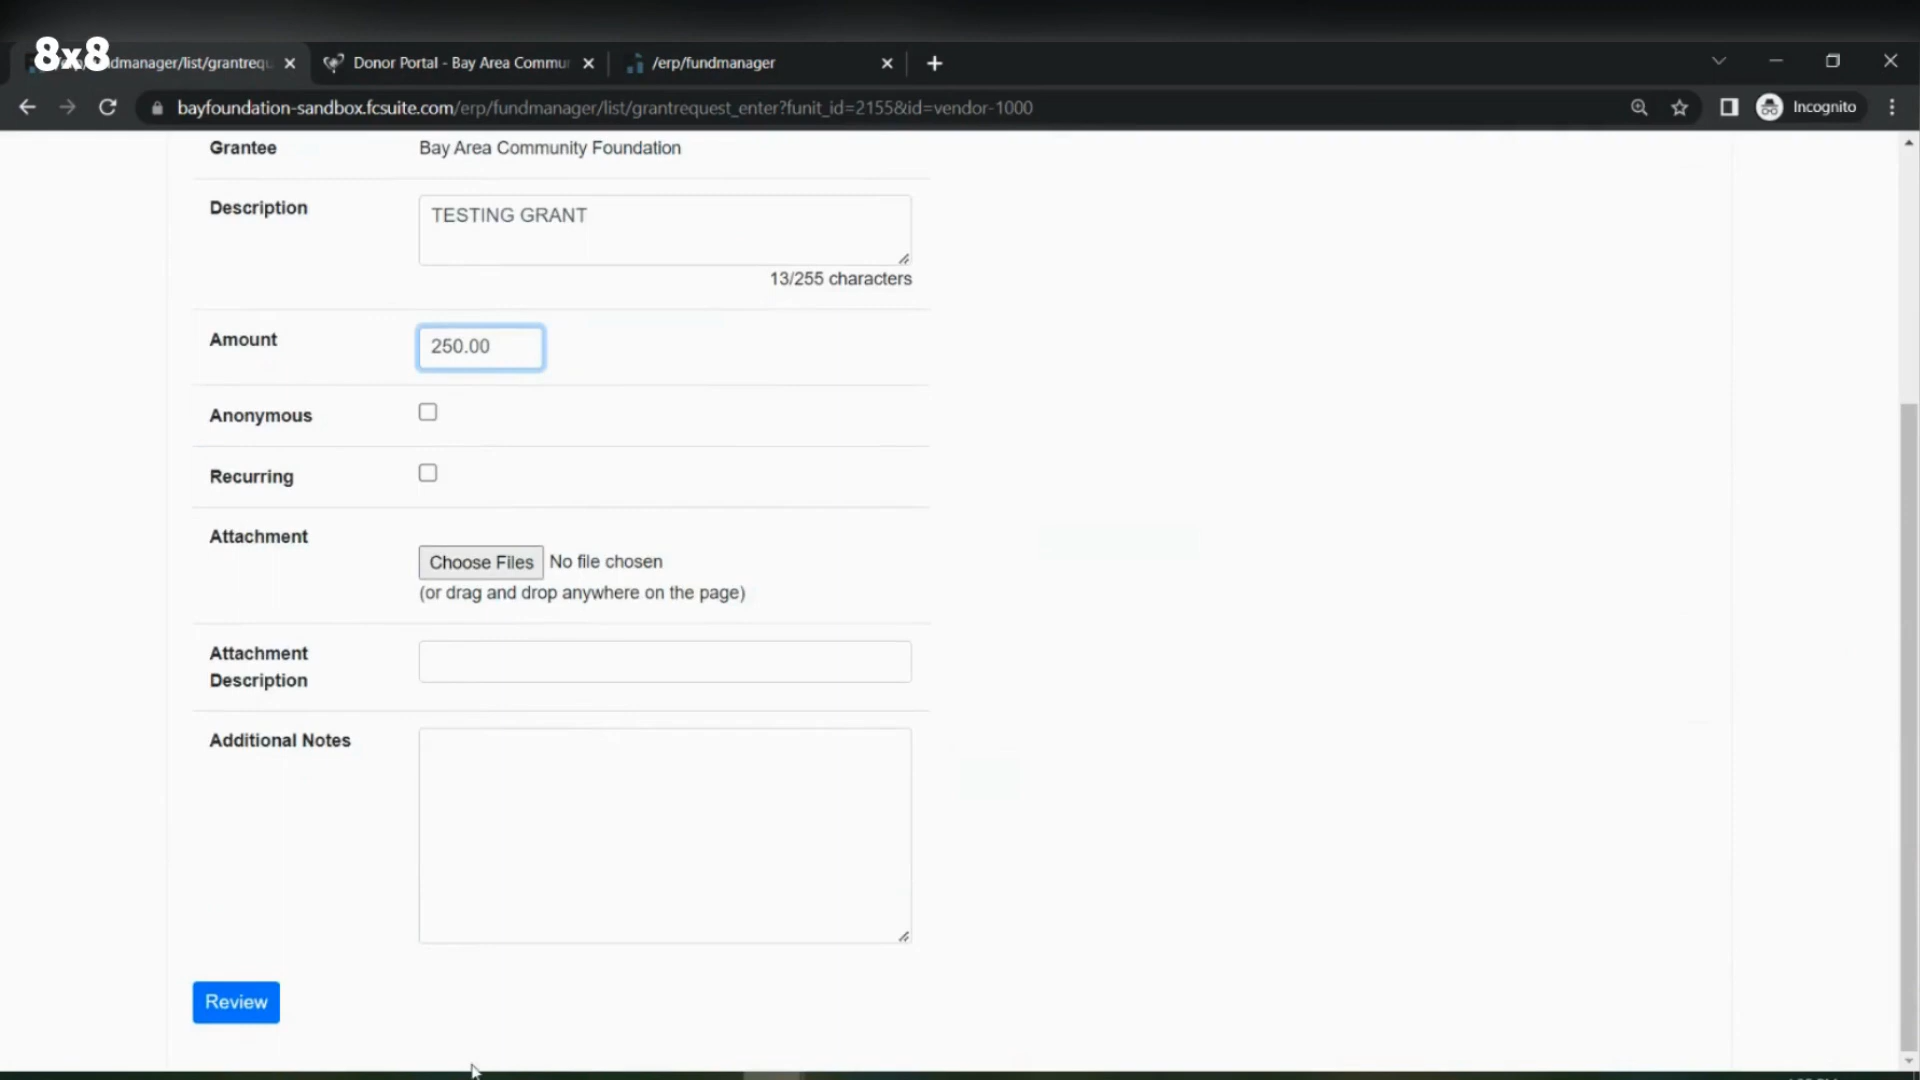 8x8
dmanager/list/grantrequ
Donor Portal - Bay Area Commu
/erp/fundmanager
bayfoundation-sandbox.fcsuite.com/erp/fundmanager/list/grantrequest_enter?funit_id=2155&id=vendor-1000
Incognito
Grantee
Bay Area Community Foundation
Description
TESTING GRANT
13/255 characters
Amount
250.00
Anonymous
Recurring
Attachment
Choose Files No file chosen
(or drag and drop anywhere on the page)
Attachment
Description
Additional Notes
Review